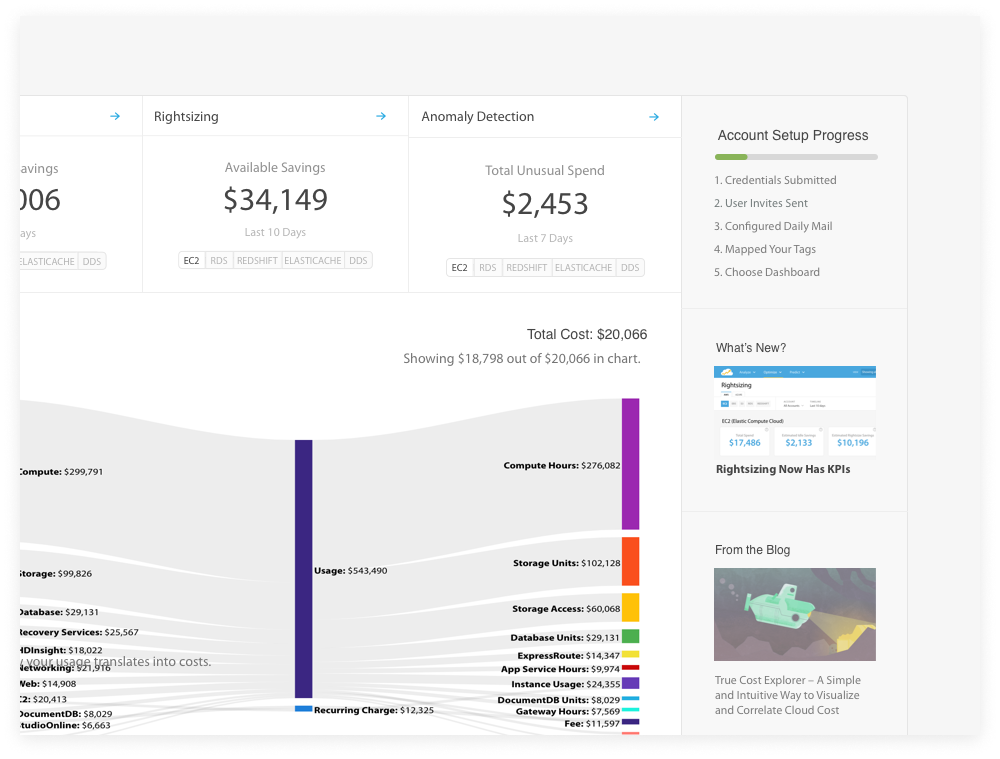 Rightsizing
Anomaly Detection
Account Setup Progress
1. Credentials Submitted
2. User Invites Sent
3. Configured Daily Mail
4. Mapped Your Tags
5. Choose Dashboard
avings
006
ays
ELASTICACHE DDS
Available Savings
$34,149
Last 10 Days
EC2 RDS REDSHIFT ELASTICACHE DDS
Total Unusual Spend
$2,453
Last 7 Days
EC2 RDS REDSHIFT ELASTICACHE DDS
Total Cost: $20,066
Showing $18,798 out of $20,066 in chart.
Compute: $299,791
Storage: $99,826
Database: $29,131
Recovery Services: $25,567
HDInsight: $18,022
your usage translates into costs.
Networking: $21,916
Web: $14,908
C2: $20,413
DocumentDB: $8,029
StudioOnline: $6,663
Usage: $543,490
Recurring Charge: $12,325
Compute Hours: $276,082
Storage Units: $102,128
Storage Access: $60,068
Database Units: $29,131
ExpressRoute: $14,347
App Service Hours: $9,974
Instance Usage: $24,355
DocumentDB Units: $8,029
Gateway Hours: $7,569
Fee: $11,597
What's New?
Rightsizing
EC2 (Elastic Compute Cloud)
$17,486
$2,133
$10,196
Rightsizing Now Has KPIs
From the Blog
True Cost Explorer – A Simple
and Intuitive Way to Visualize
and Correlate Cloud Cost